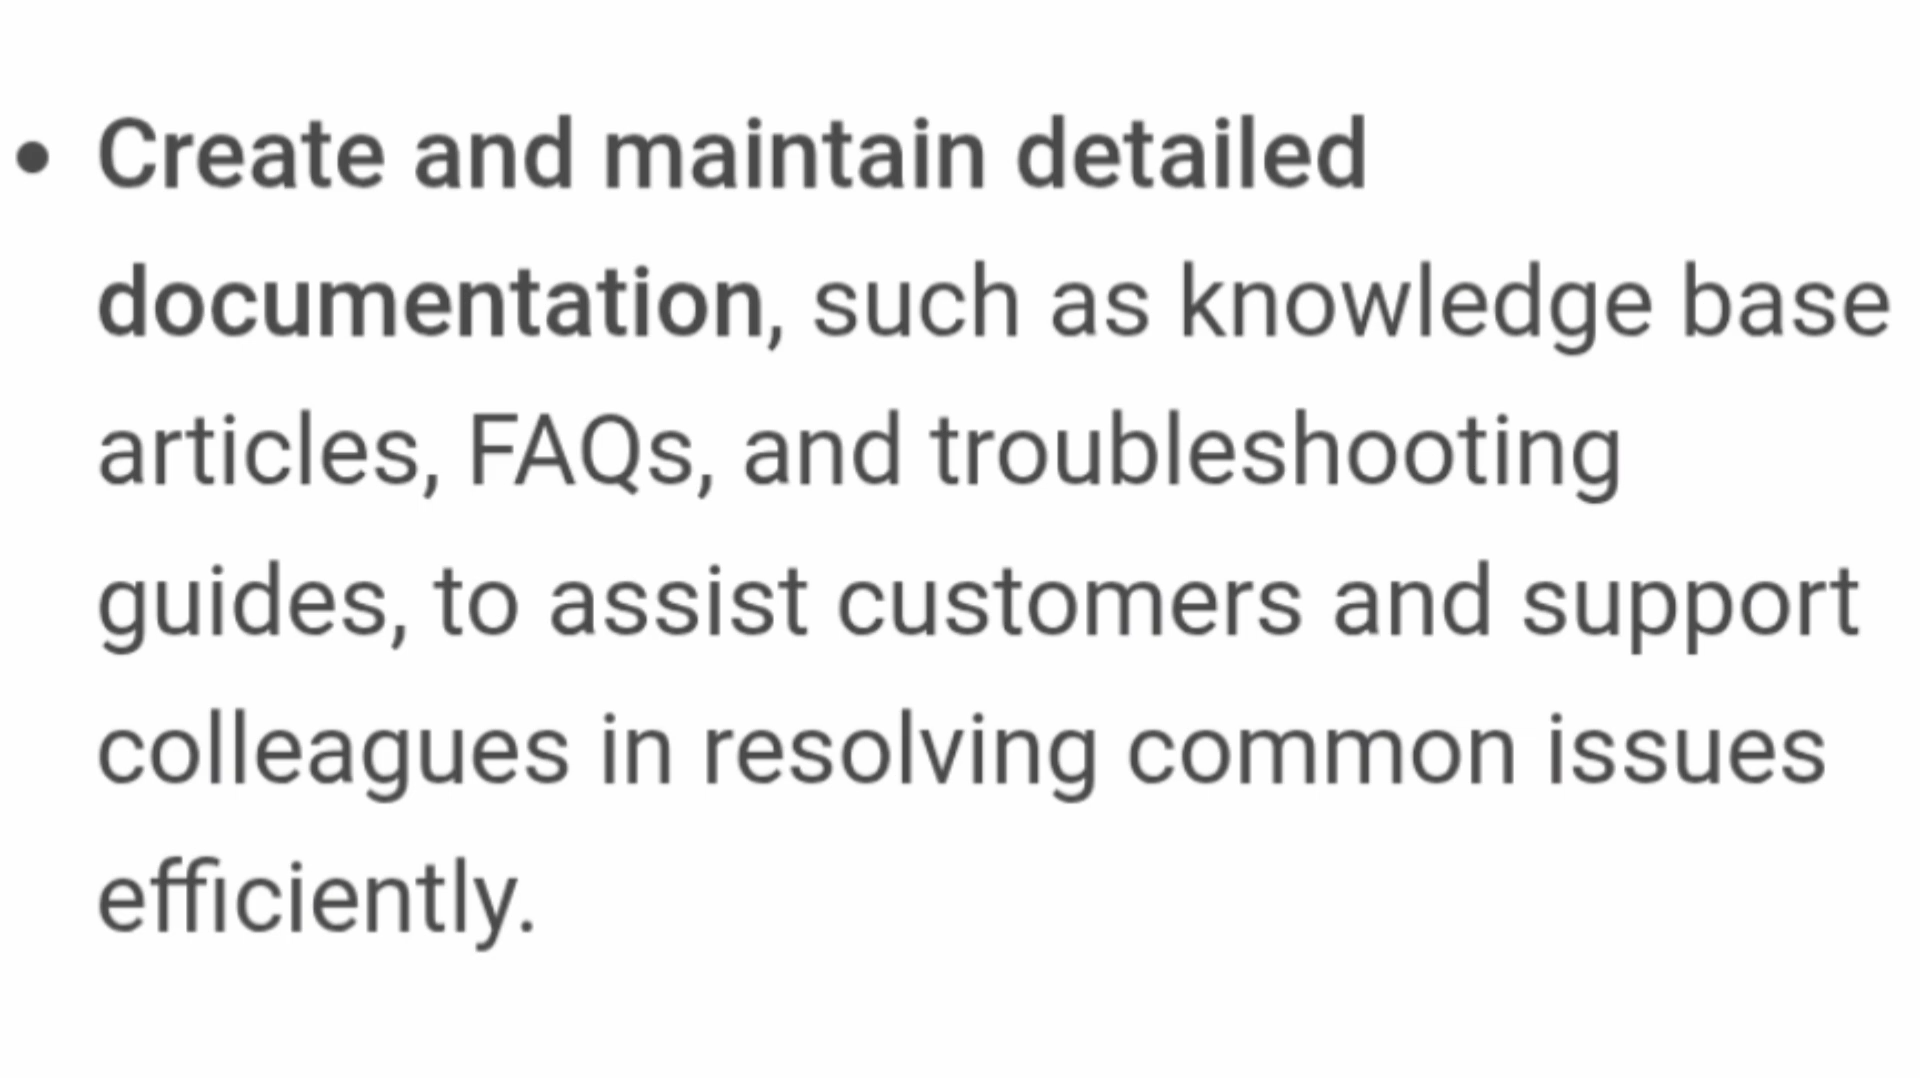 • Create and maintain detailed
documentation, such as knowledge base
articles, FAQs, and troubleshooting
guides, to assist customers and support
colleagues in resolving common issues
efficiently.